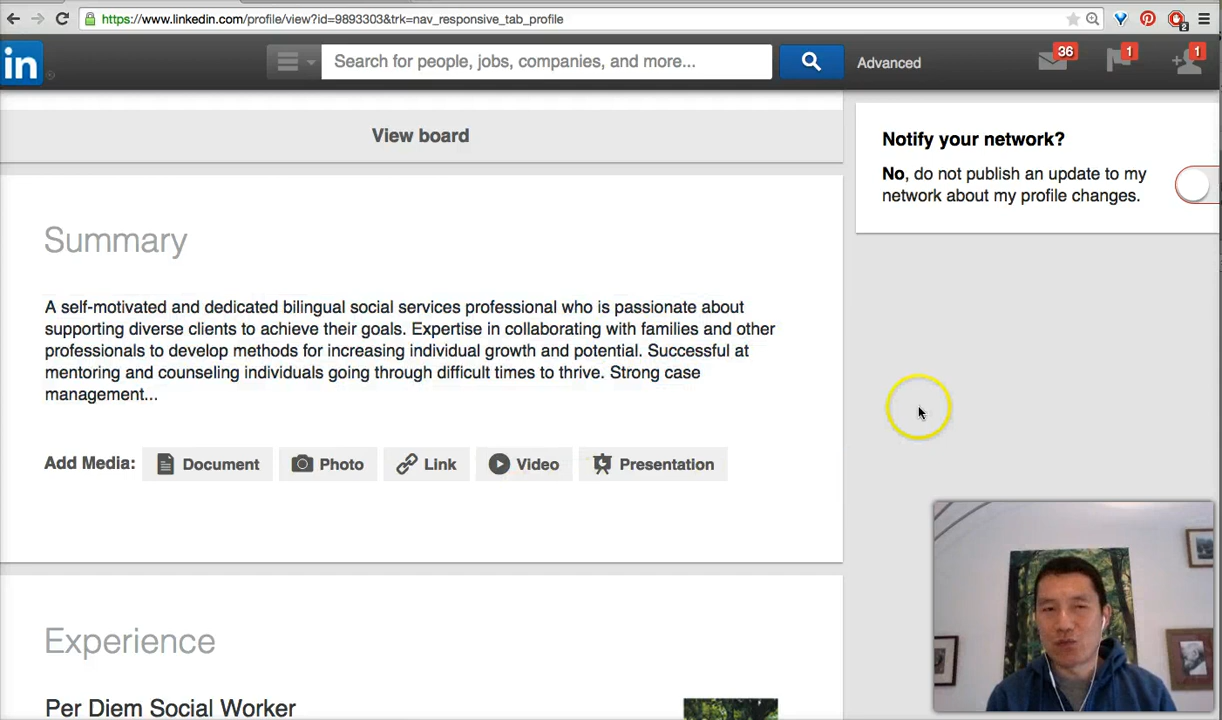 https://www.linkedin.com/profile/view?id=9893303&trk=nav_responsive_tab_profile
2
in
Search for people, jobs, companies, and more...
Advanced
36
1
1
View board
Notify your network?
No, do not publish an update to my
network about my profile changes.
Summary
A self-motivated and dedicated bilingual social services professional who is passionate about
supporting diverse clients to achieve their goals. Expertise in collaborating with families and other
professionals to develop methods for increasing individual growth and potential. Successful at
mentoring and counseling individuals going through difficult times to thrive. Strong case
management...
Add Media: Document Photo Link Video Presentation
Experience
Per Diem Social Worker